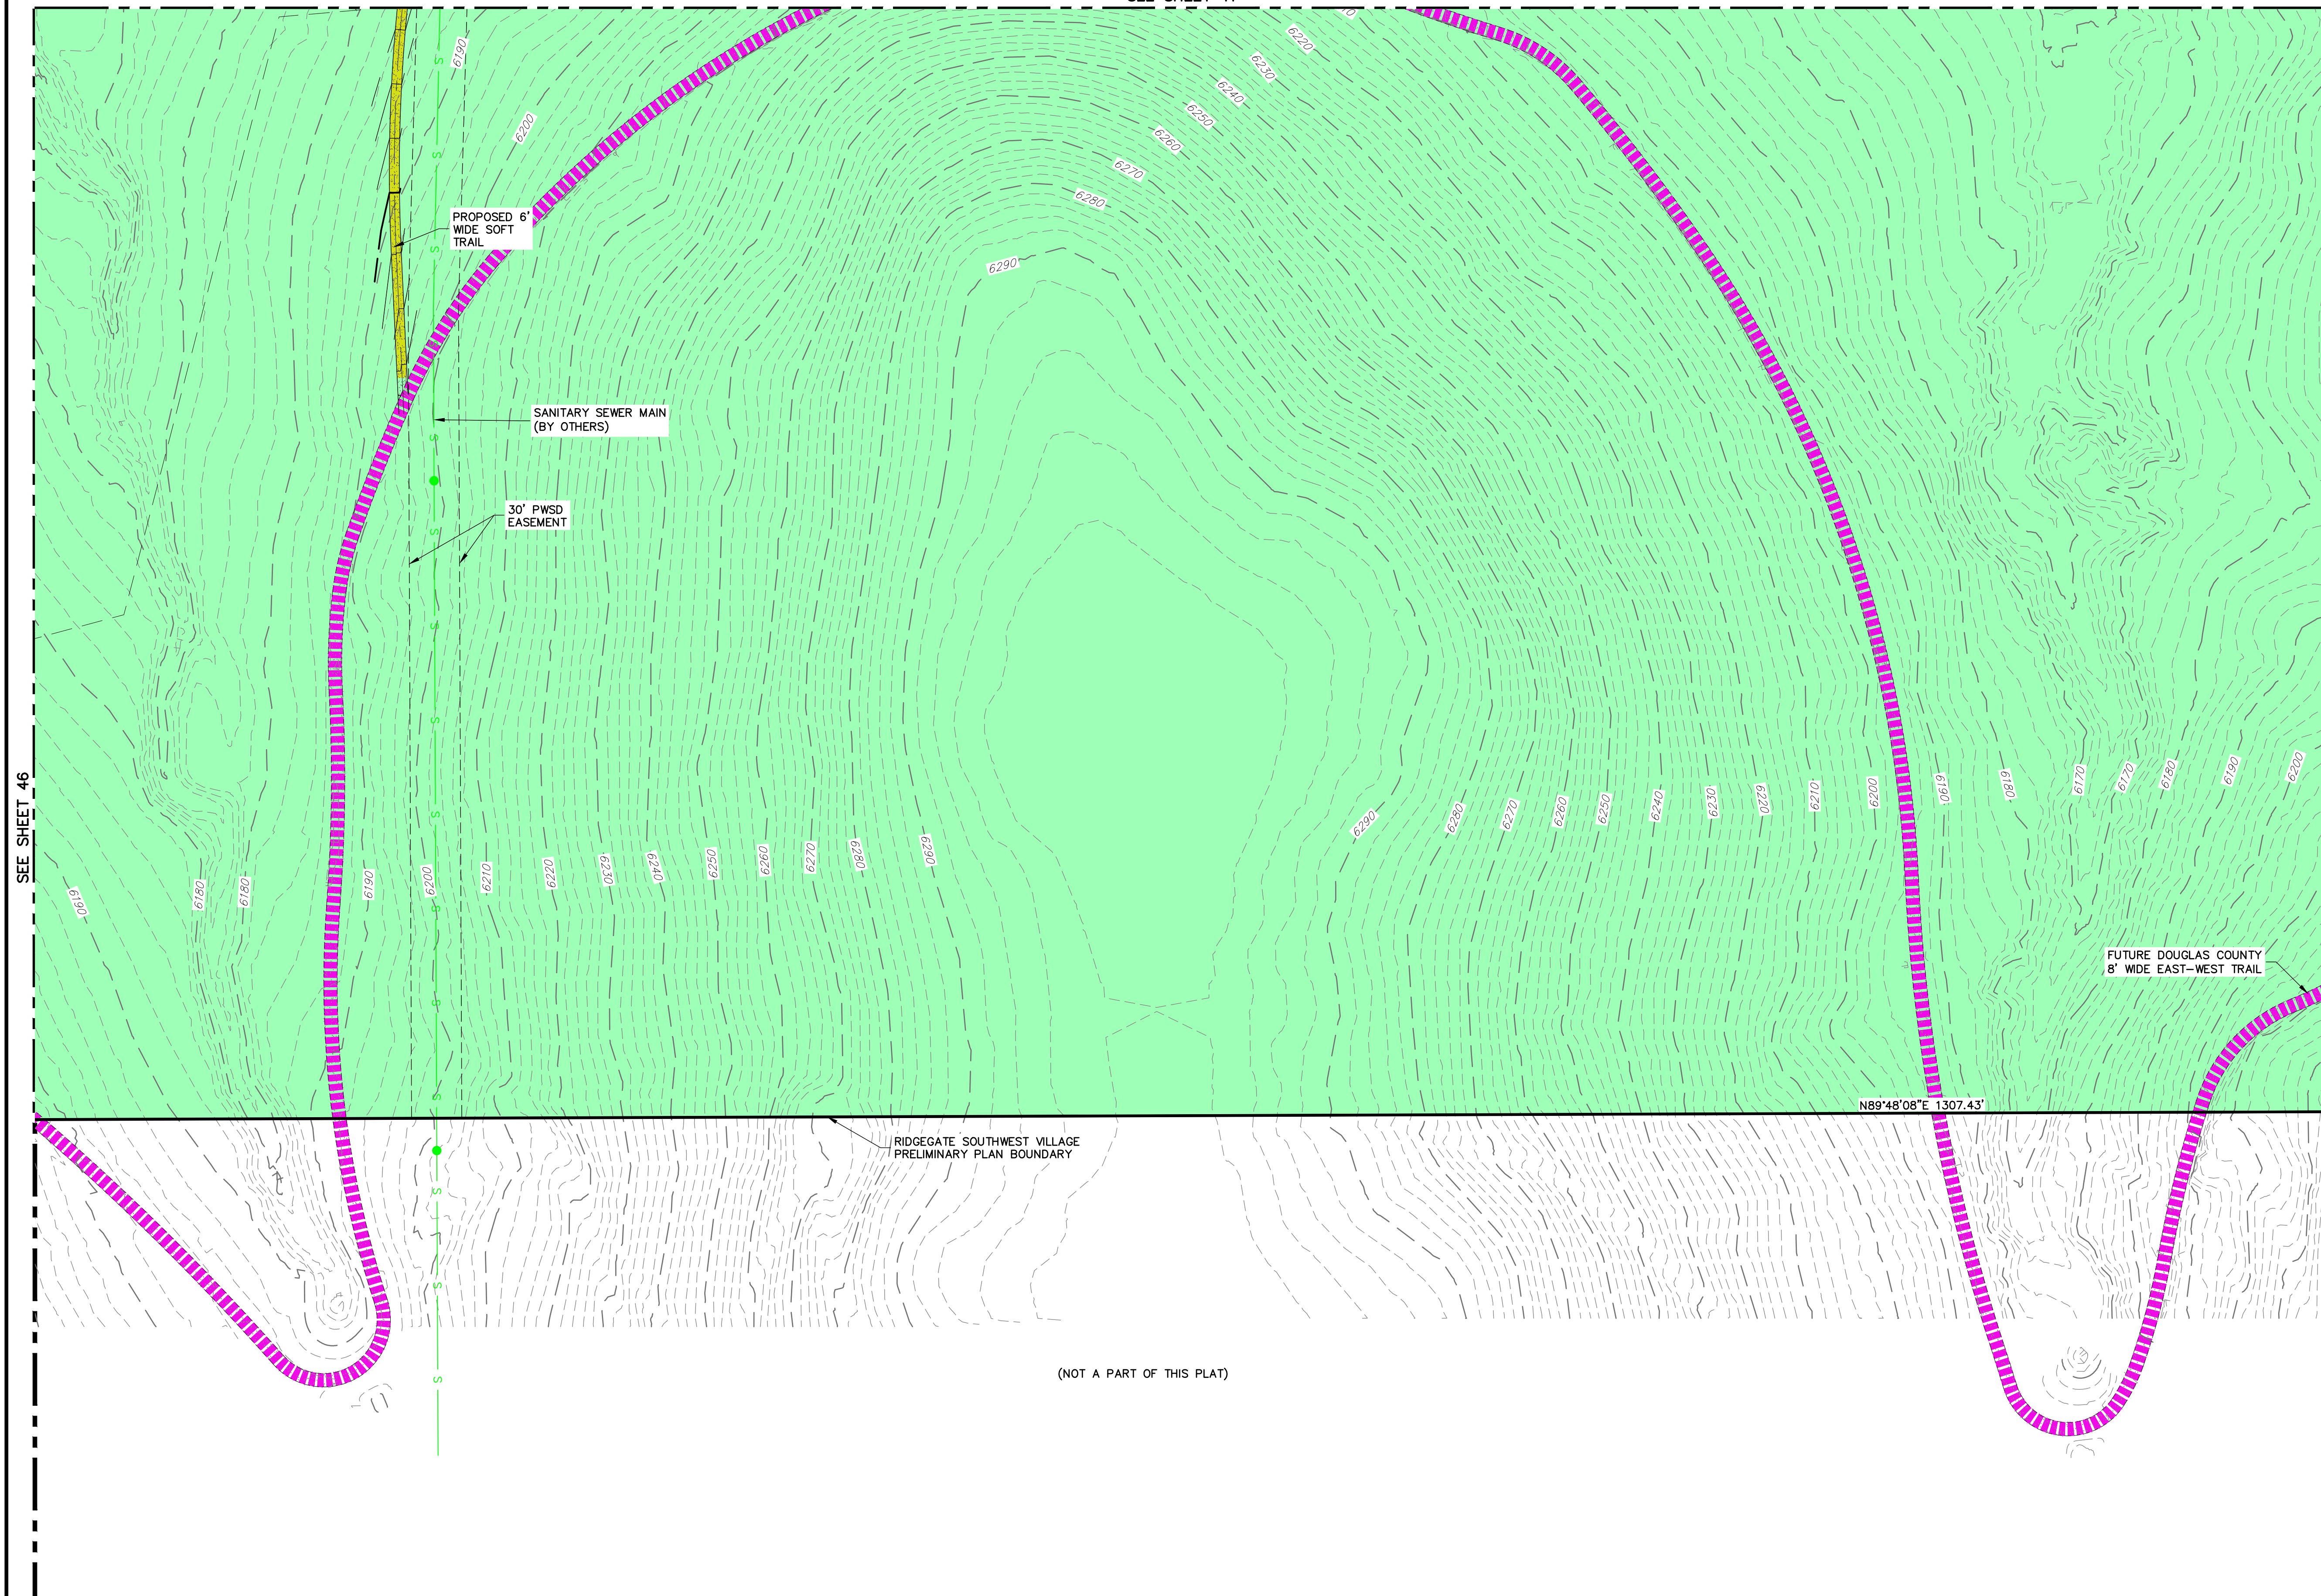 6190
6200
6220
6230
6240
6250
6260
6270
6280
6290
PROPOSED 6'
WIDE SOFT
TRAIL
SANITARY SEWER MAIN
(BY OTHERS)
30' PWSD
EASEMENT
SEE SHEET 46
6190
6180
6180
6190
6200
6210
6220
6230
6240
6250
6260
6270
6280
6290
6290
6280
6270
6260
6250
6240
6230
6220
6210
6200
6190
6180
6170
6170
6180
6190
6200
FUTURE DOUGLAS COUNTY
8' WIDE EAST-WEST TRAIL
N89°48'08"E 1307.43'
RIDGEGATE SOUTHWEST VILLAGE
PRELIMINARY PLAN BOUNDARY
(NOT A PART OF THIS PLAT)
S
S
S
S
S
S
S
S
S
S
S
S
S
S